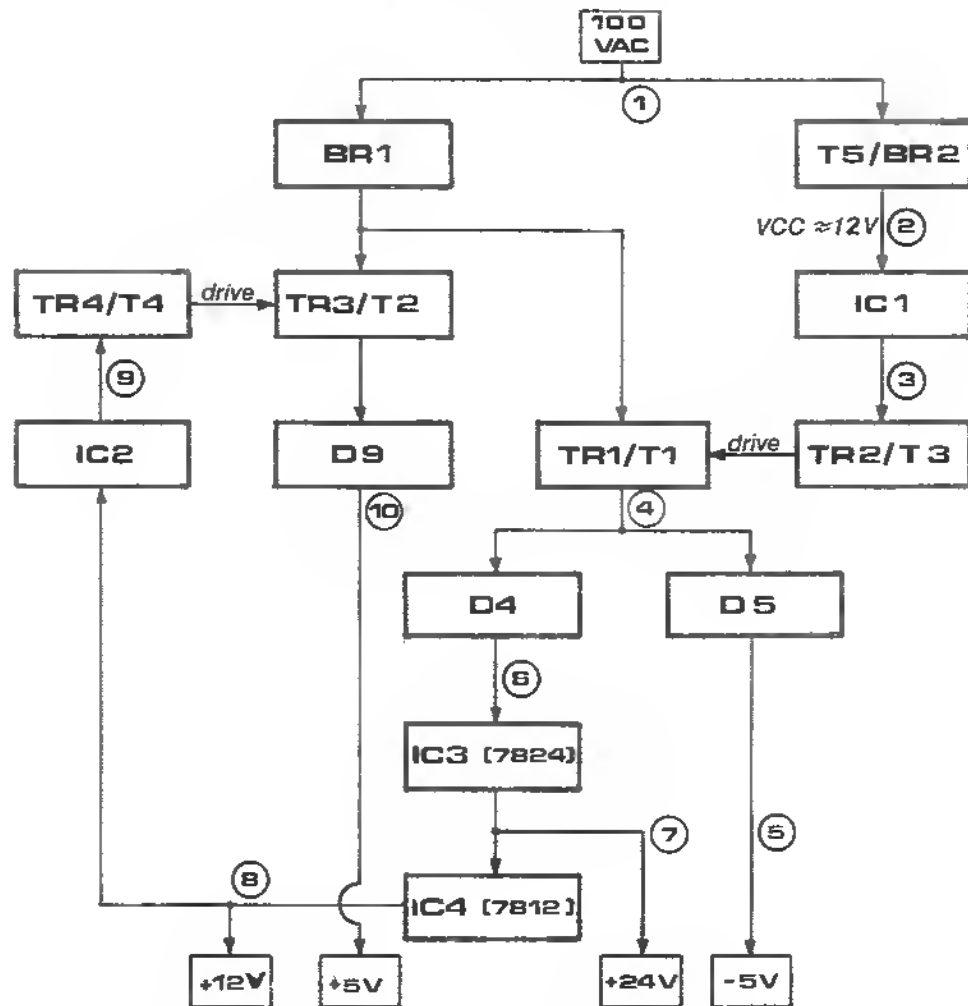 100
VAC
1
BR1
T5/BR2
VCC ≈12V
2
TR4/T4
drive
TR3/T2
IC1
9
3
IC2
D9
TR1/T1
drive
TR2/T3
10
4
D4
D5
6
IC3 (7824)
7
5
8
IC4 (7812)
+12V
+5V
+24V
-5V